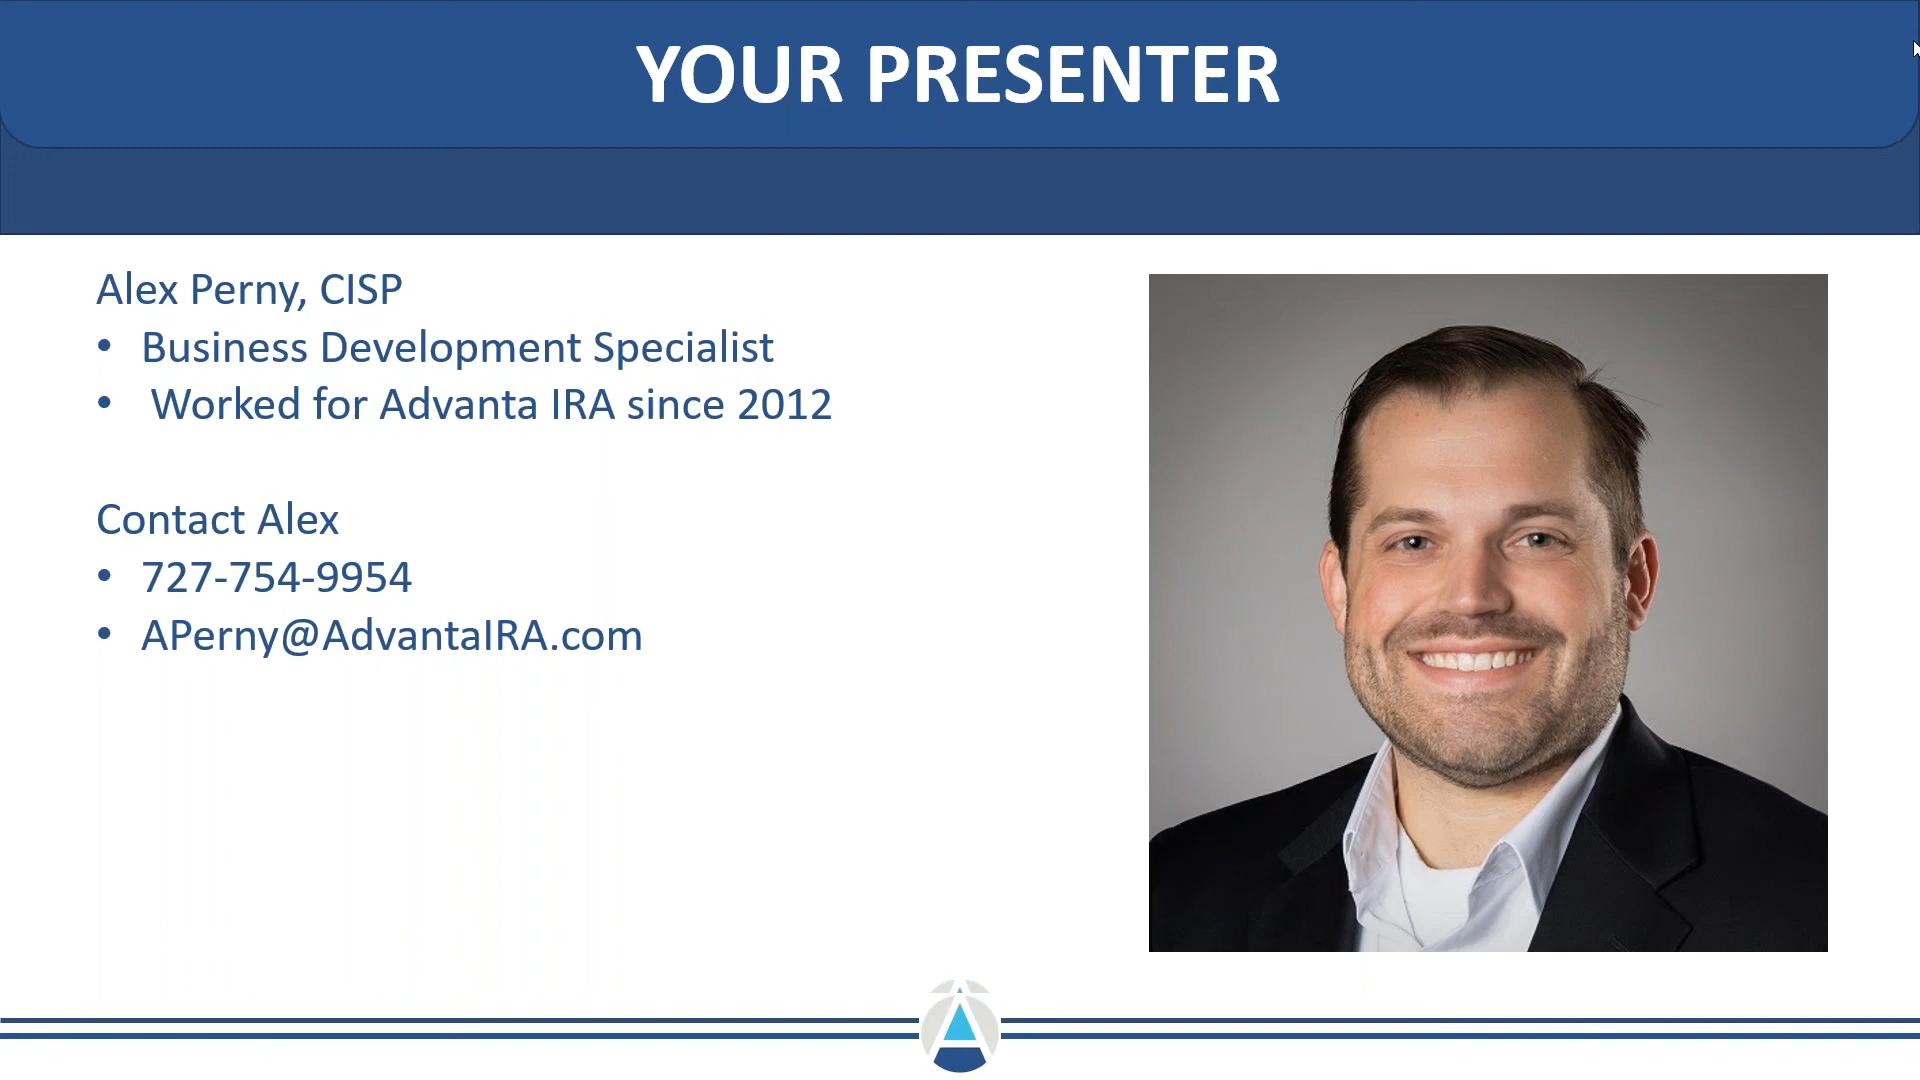 YOUR PRESENTER
Alex Perny, CISP
• Business Development Specialist
• Worked for Advanta IRA since 2012
Contact Alex
• 727-754-9954
• APerny@AdvantaIRA.com